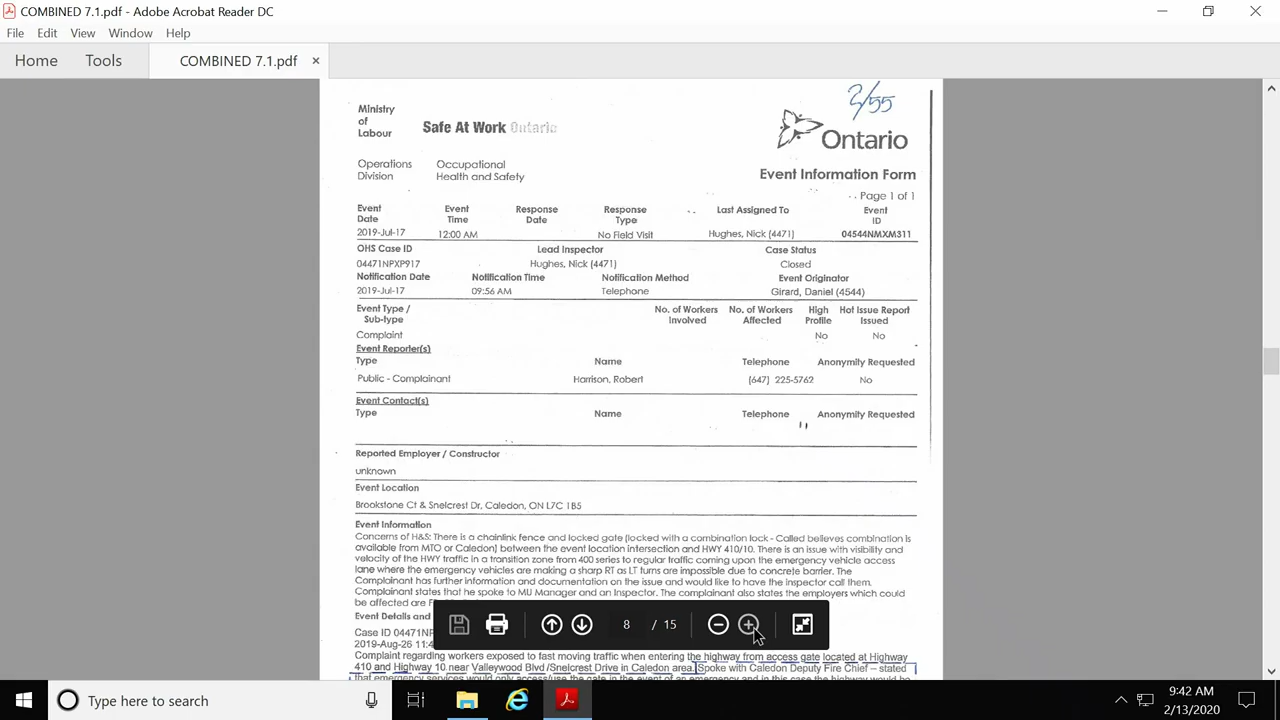 COMBINED 7.1.pdf - Adobe Acrobat Reader DC
File Edit View Window Help
Home Tools COMBINED 7.1.pdf ×
2/55
Ministry of Labour
Safe At Work Ontario
Ontario
Operations Division
Occupational Health and Safety
Event Information Form
Page 1 of 1
Event Date Event Time Response Date Response Type Last Assigned To Event ID
2019-Jul-17 12:00 AM No Field Visit Hughes, Nick (4471) 04544NMXM311
OHS Case ID Lead Inspector Case Status
04471NPXP917 Hughes, Nick (4471) Closed
Notification Date Notification Time Notification Method Event Originator
2019-Jul-17 09:56 AM Telephone Girard, Daniel (4544)
Event Type / Sub-type No. of Workers Involved No. of Workers Affected High Profile Hot Issue Report Issued
Complaint No No
Event Reporter(s)
Type Name Telephone Anonymity Requested
Public - Complainant Harrison, Robert (647) 225-5762 No
Event Contact(s)
Type Name Telephone Anonymity Requested
Reported Employer / Constructor
unknown
Event Location
Brookstone Ct & Snelcrest Dr, Caledon, ON L7C 1B5
Event Information
Concerns of H&S: There is a chainlink fence and locked gate (locked with a combination lock - Called believes combination is
available from MTO or Caledon) between the event location intersection and HWY 410/10. There is an issue with visibility and
velocity of the HWY traffic in a transition zone from 400 series to regular traffic coming upon the emergency vehicle access
lane where the emergency vehicles are making a sharp RT as LT turns are impossible due to concrete barrier. The
Complainant has further information and documentation on the issue and would like to have the inspector call them.
Complainant states that he spoke to MU Manager and an Inspector. The complainant also states the employers which could
be affected are
Event Details and
Case ID 04471NP
2019-Aug-26 11:4
Complaint regarding workers exposed to fast moving traffic when entering the highway from access gate located at Highway
410 and Highway 10 near Valleywood Blvd/Snelcrest Drive in Caledon area. Spoke with Caledon Deputy Fire Chief – stated
that emergency services would only access/use the gate in the event of an emergency and in this case the highway would be
8 / 15
Type here to search
9:42 AM
2/13/2020